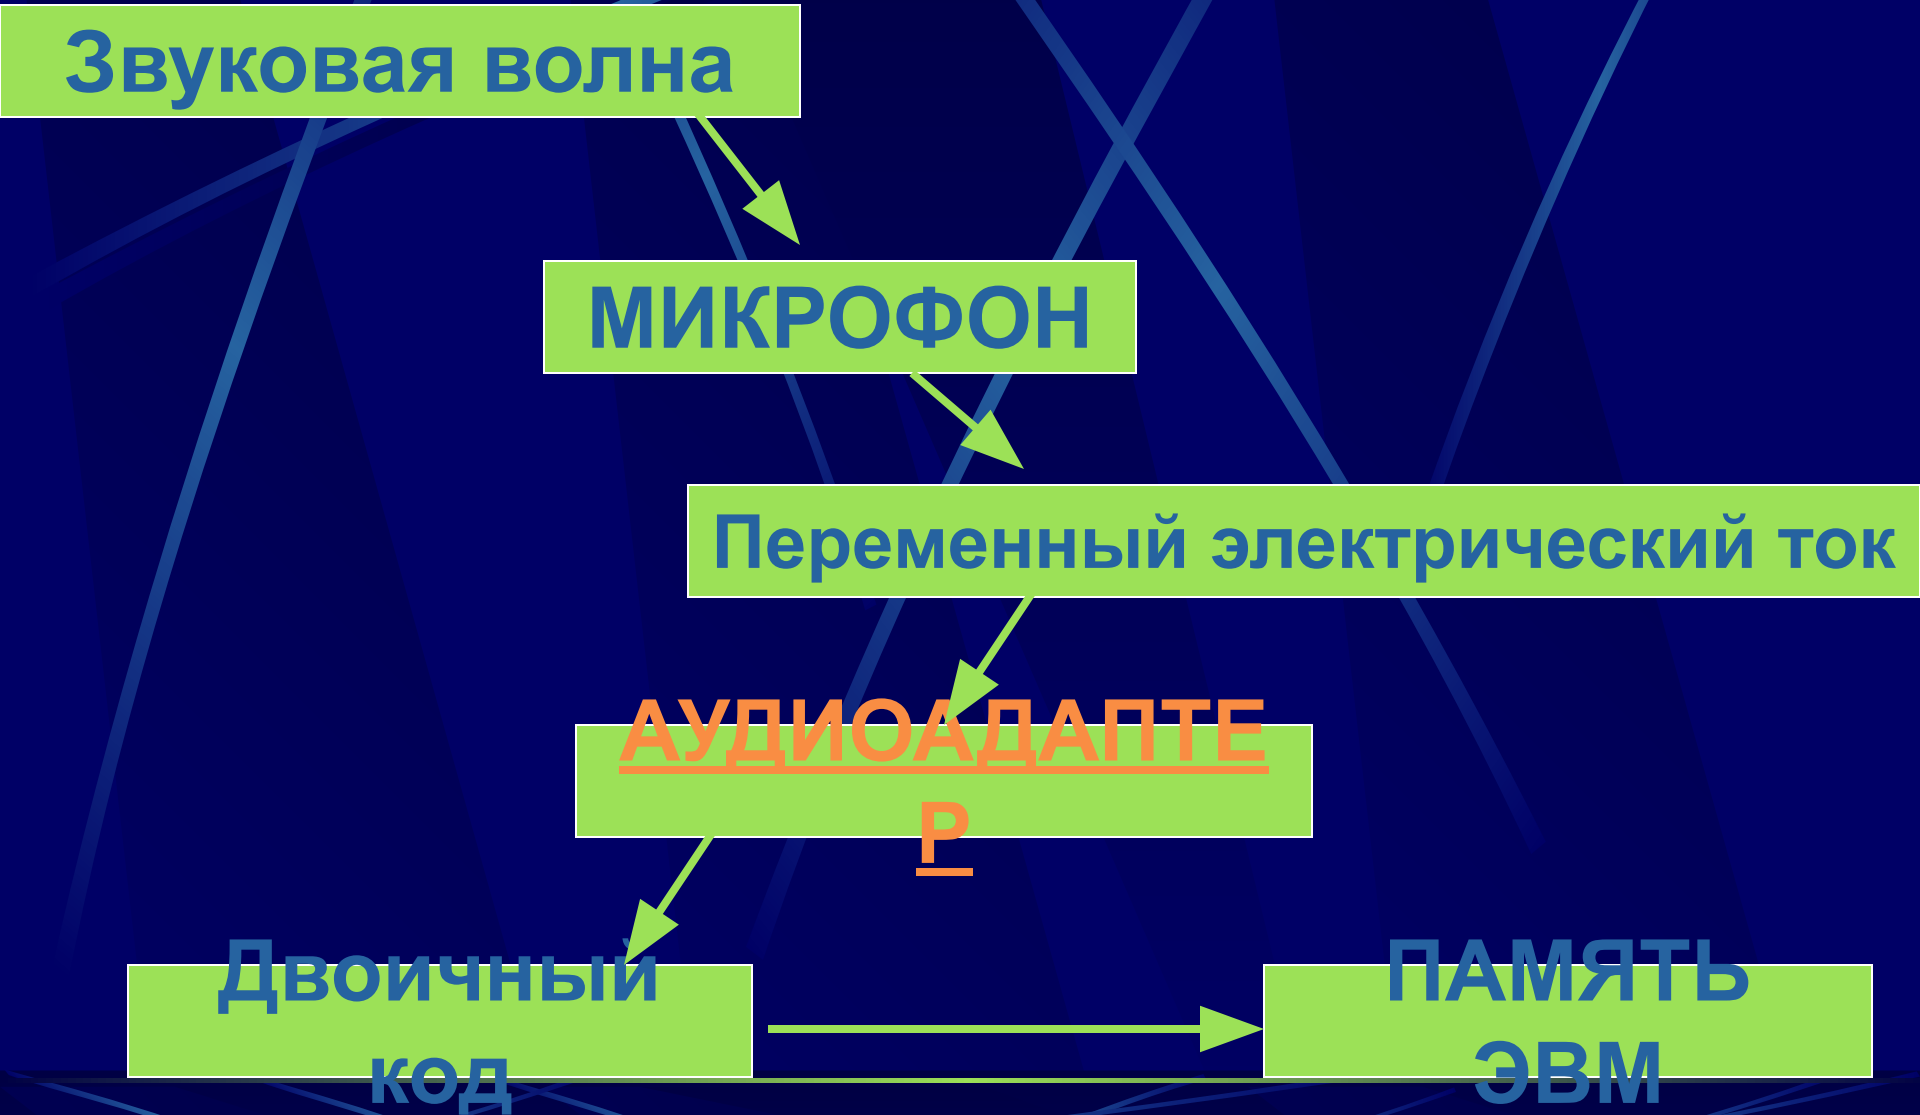 Звуковая волна
МИКРОФОН
Переменный электрический ток
АУДИОАДАПТЕ
Р
Двоичный
код
ПАМЯТЬ
ЭВМ